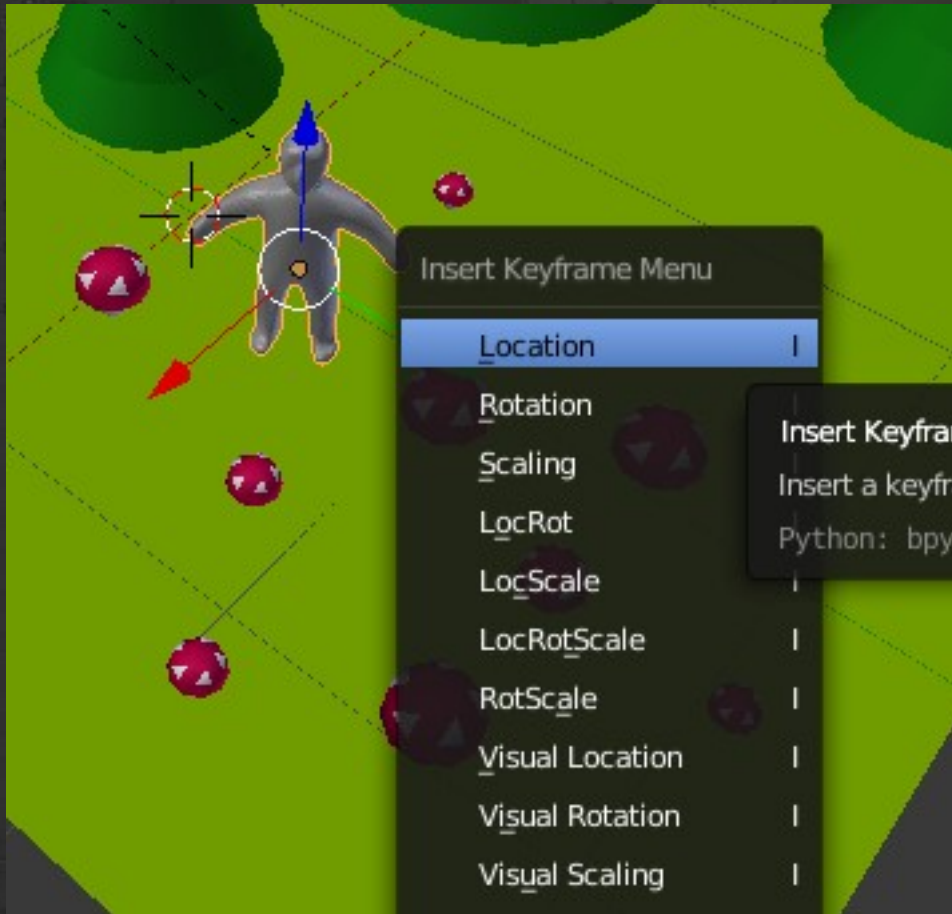 Insert Keyframe Menu
Location I
Rotation I
Scaling I
LocRot
LocScale I
LocRotScale I
RotScale I
Visual Location I
Visual Rotation I
Visual Scaling I
Insert Keyfra
Insert a keyfr
Python: bpy